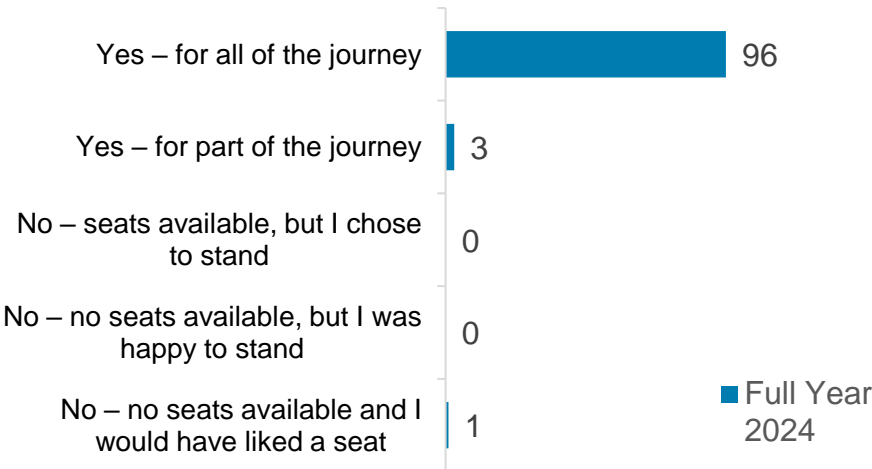 Yes – for all of the journey
96
Yes – for part of the journey
3
No – seats available, but I chose
to stand
0
No – no seats available, but I was
happy to stand
0
No – no seats available and I
would have liked a seat
1
Full Year
2024